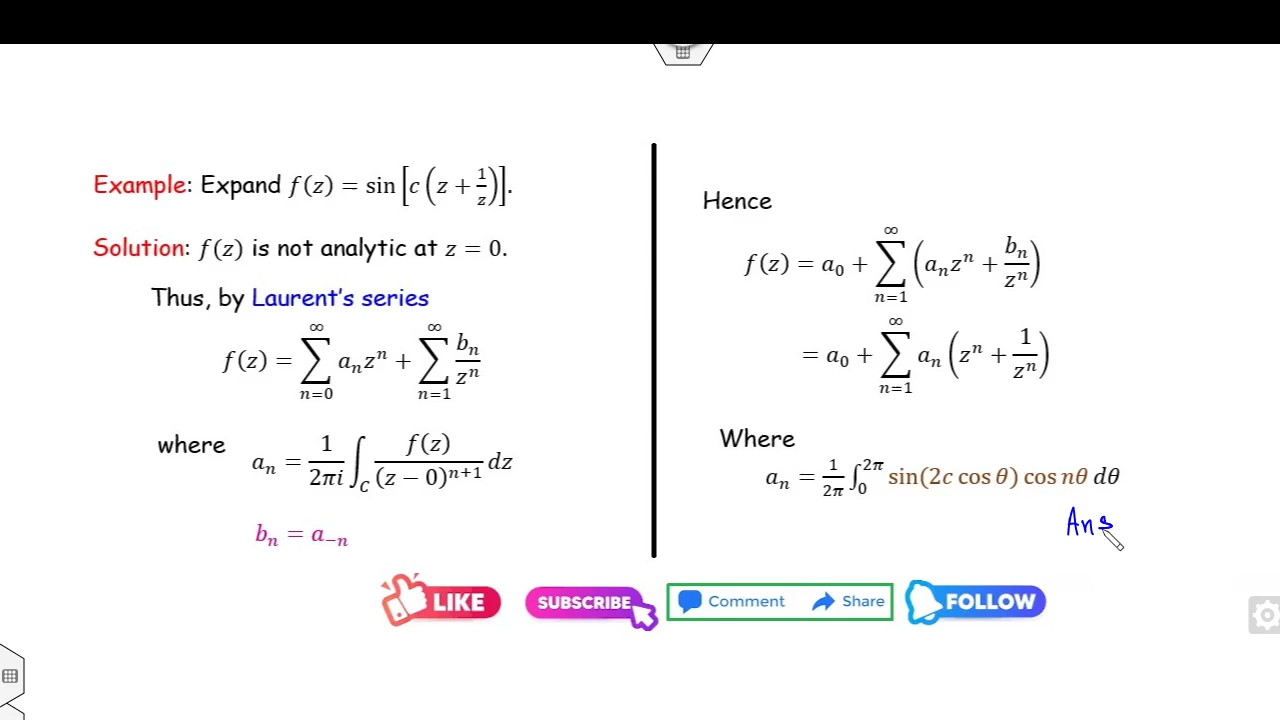 Example: Expand f(z) = sin [c (z + 1/z)].
Solution: f(z) is not analytic at z = 0.
Thus, by Laurent's series
f(z) = ∑_{n=0}^{∞} a_n z^n + ∑_{n=1}^{∞} b_n/z^n
where a_n = 1/(2πi) ∫_C f(z)/(z − 0)^{n+1} dz
b_n = a_{−n}
Hence
f(z) = a_0 + ∑_{n=1}^{∞} (a_n z^n + b_n/z^n)
= a_0 + ∑_{n=1}^{∞} a_n (z^n + 1/z^n)
Where
a_n = 1/(2π) ∫_0^{2π} sin(2c cos θ) cos nθ dθ
Ans
LIKE SUBSCRIBE Comment Share FOLLOW